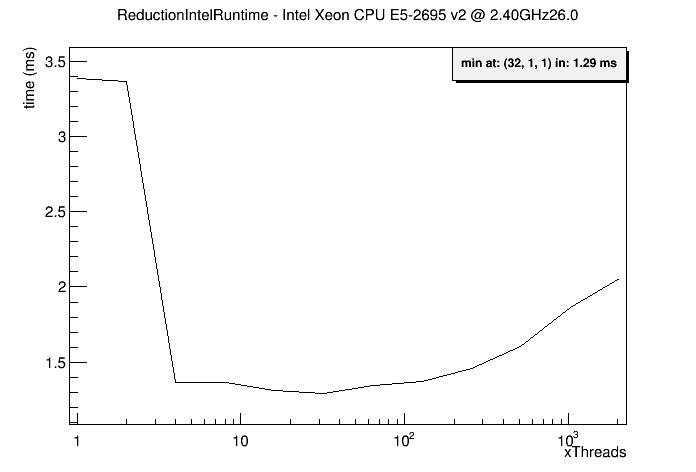 ReductionIntelRuntime - Intel Xeon CPU E5-2695 v2 @ 2.40GHz26.0
time (ms)
min at: (32, 1, 1) in: 1.29 ms
3.5
3
2.5
2
1.5
1 10 10² 10³
xThreads